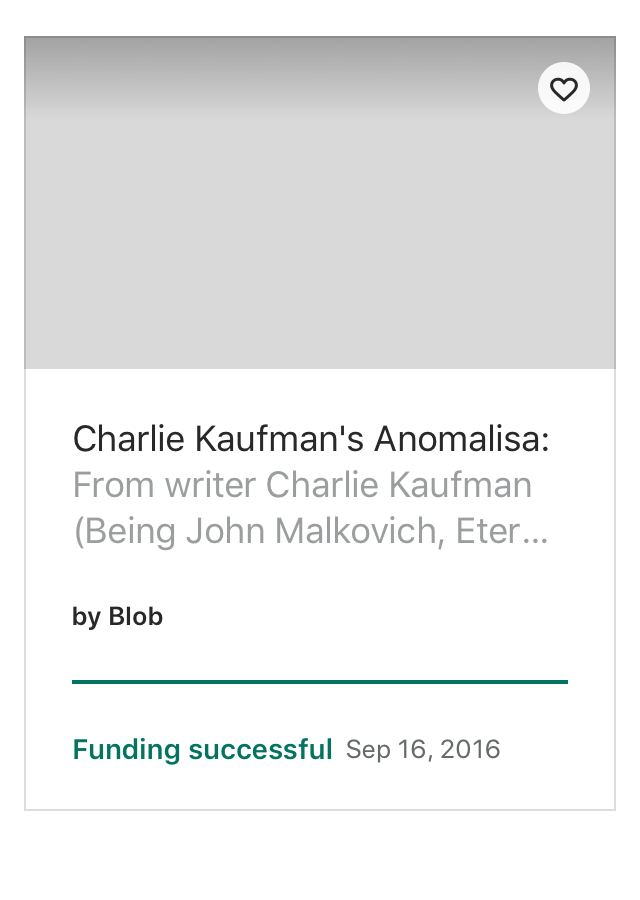 Charlie Kaufman's Anomalisa:
From writer Charlie Kaufman
(Being John Malkovich, Eter...
by Blob
Funding successful Sep 16, 2016